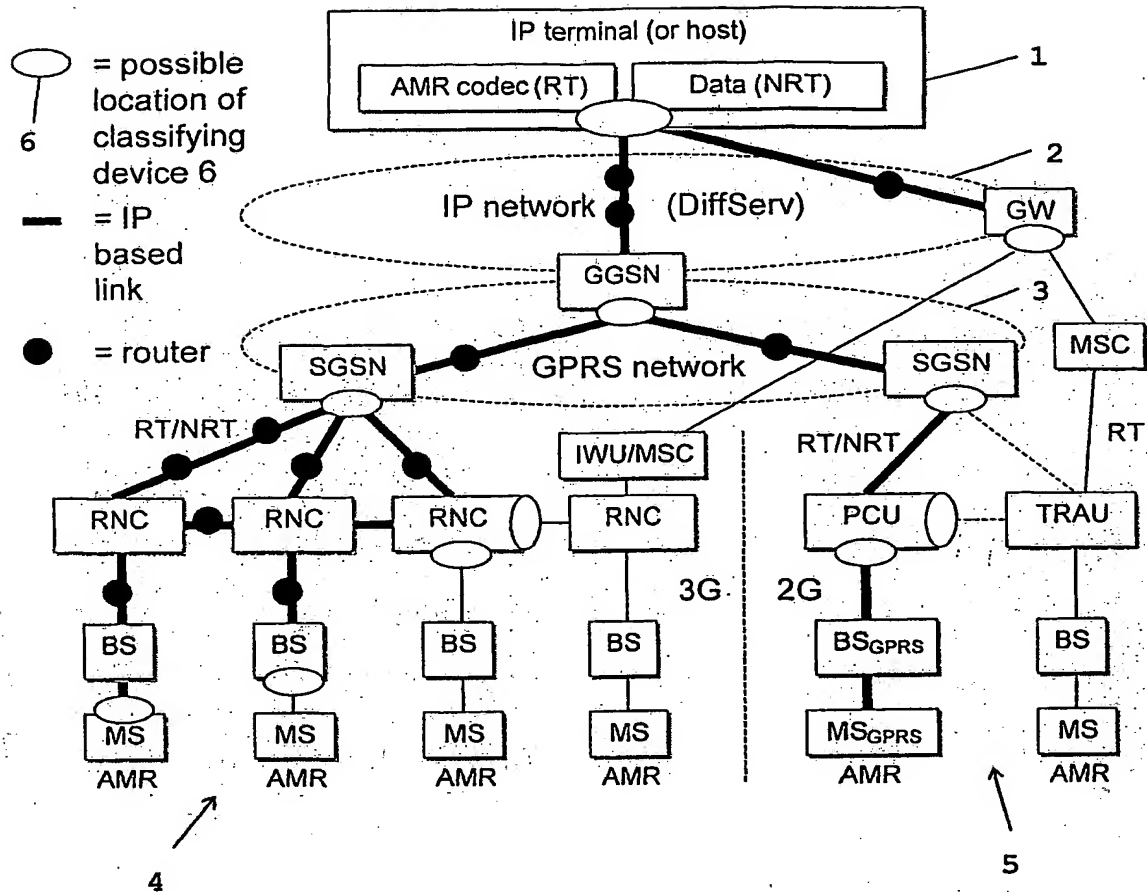 IP terminal (or host)
AMR codec (RT)
Data (NRT)
1
= possible
location of
classifying
device 6
6
= IP
based
link
= router
2
IP network
(DiffServ)
GW
GGSN
3
MSC
SGSN
GPRS network
SGSN
RT/NRT
IWU/MSC
RT/NRT
RT
RNC
RNC
RNC
RNC
PCU
TRAU
3G
2G
BS
BS
BS
BS
BSGPRS
BS
MS
MS
MS
MS
MSGPRS
MS
AMR
AMR
AMR
AMR
AMR
AMR
4
5